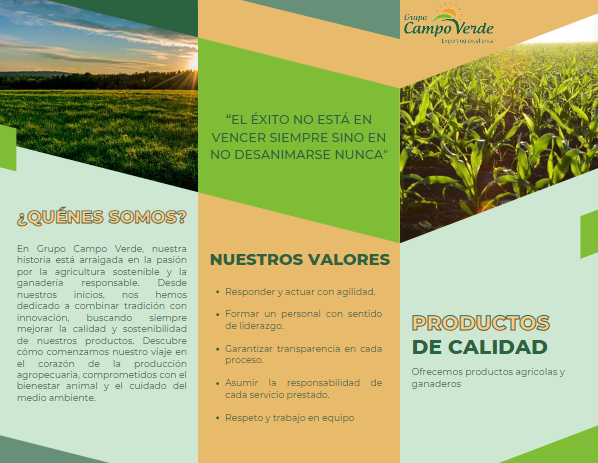 ¿QUÉNES SOMOS?
En Grupo Campo Verde, nuestra
historia está arraigada en la pasión
por la agricultura sostenible y la
ganadería responsable. Desde
nuestros inicios, nos hemos
dedicado a combinar tradición con
innovación, buscando siempre
mejorar la calidad y sostenibilidad
de nuestros productos. Descubre
cómo comenzamos nuestro viaje en
el corazón de la producción
agropecuaria, comprometidos con el
bienestar animal y el cuidado del
medio ambiente.
"EL ÉXITO NO ESTÁ EN
VENCER SIEMPRE SINO EN
NO DESANIMARSE NUNCA"
NUESTROS VALORES
• Responder y actuar con agilidad.
• Formar un personal con sentido
de liderazgo.
• Garantizar transparencia en cada
proceso.
• Asumir la responsabilidad de
cada servicio prestado.
• Respeto y trabajo en equipo
Grupo
Campo Verde
Exporting excellence
PRODUCTOS
DE CALIDAD
Ofrecemos productos agrícolas y
ganaderos